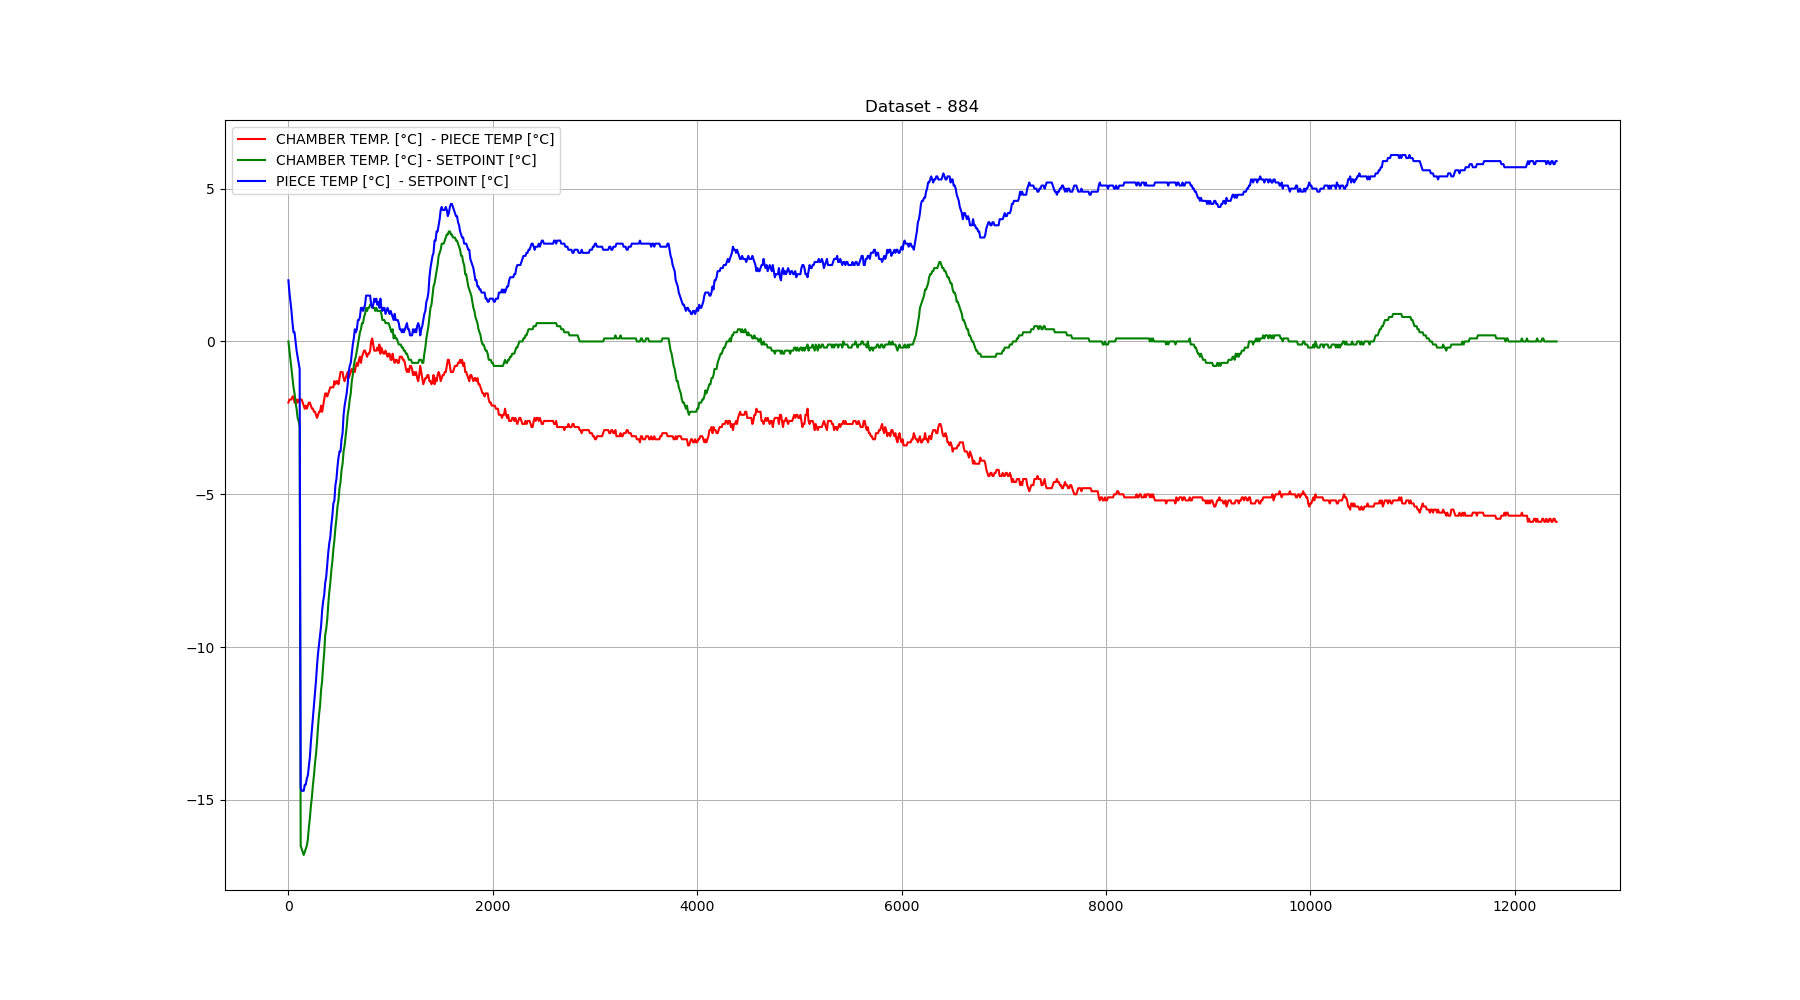 Dataset - 884
CHAMBER TEMP. [°C]  - PIECE TEMP [°C]
CHAMBER TEMP. [°C] - SETPOINT [°C]
PIECE TEMP [°C]  - SETPOINT [°C]
5
0
−5
−10
−15
0 2000 4000 6000 8000 10000 12000